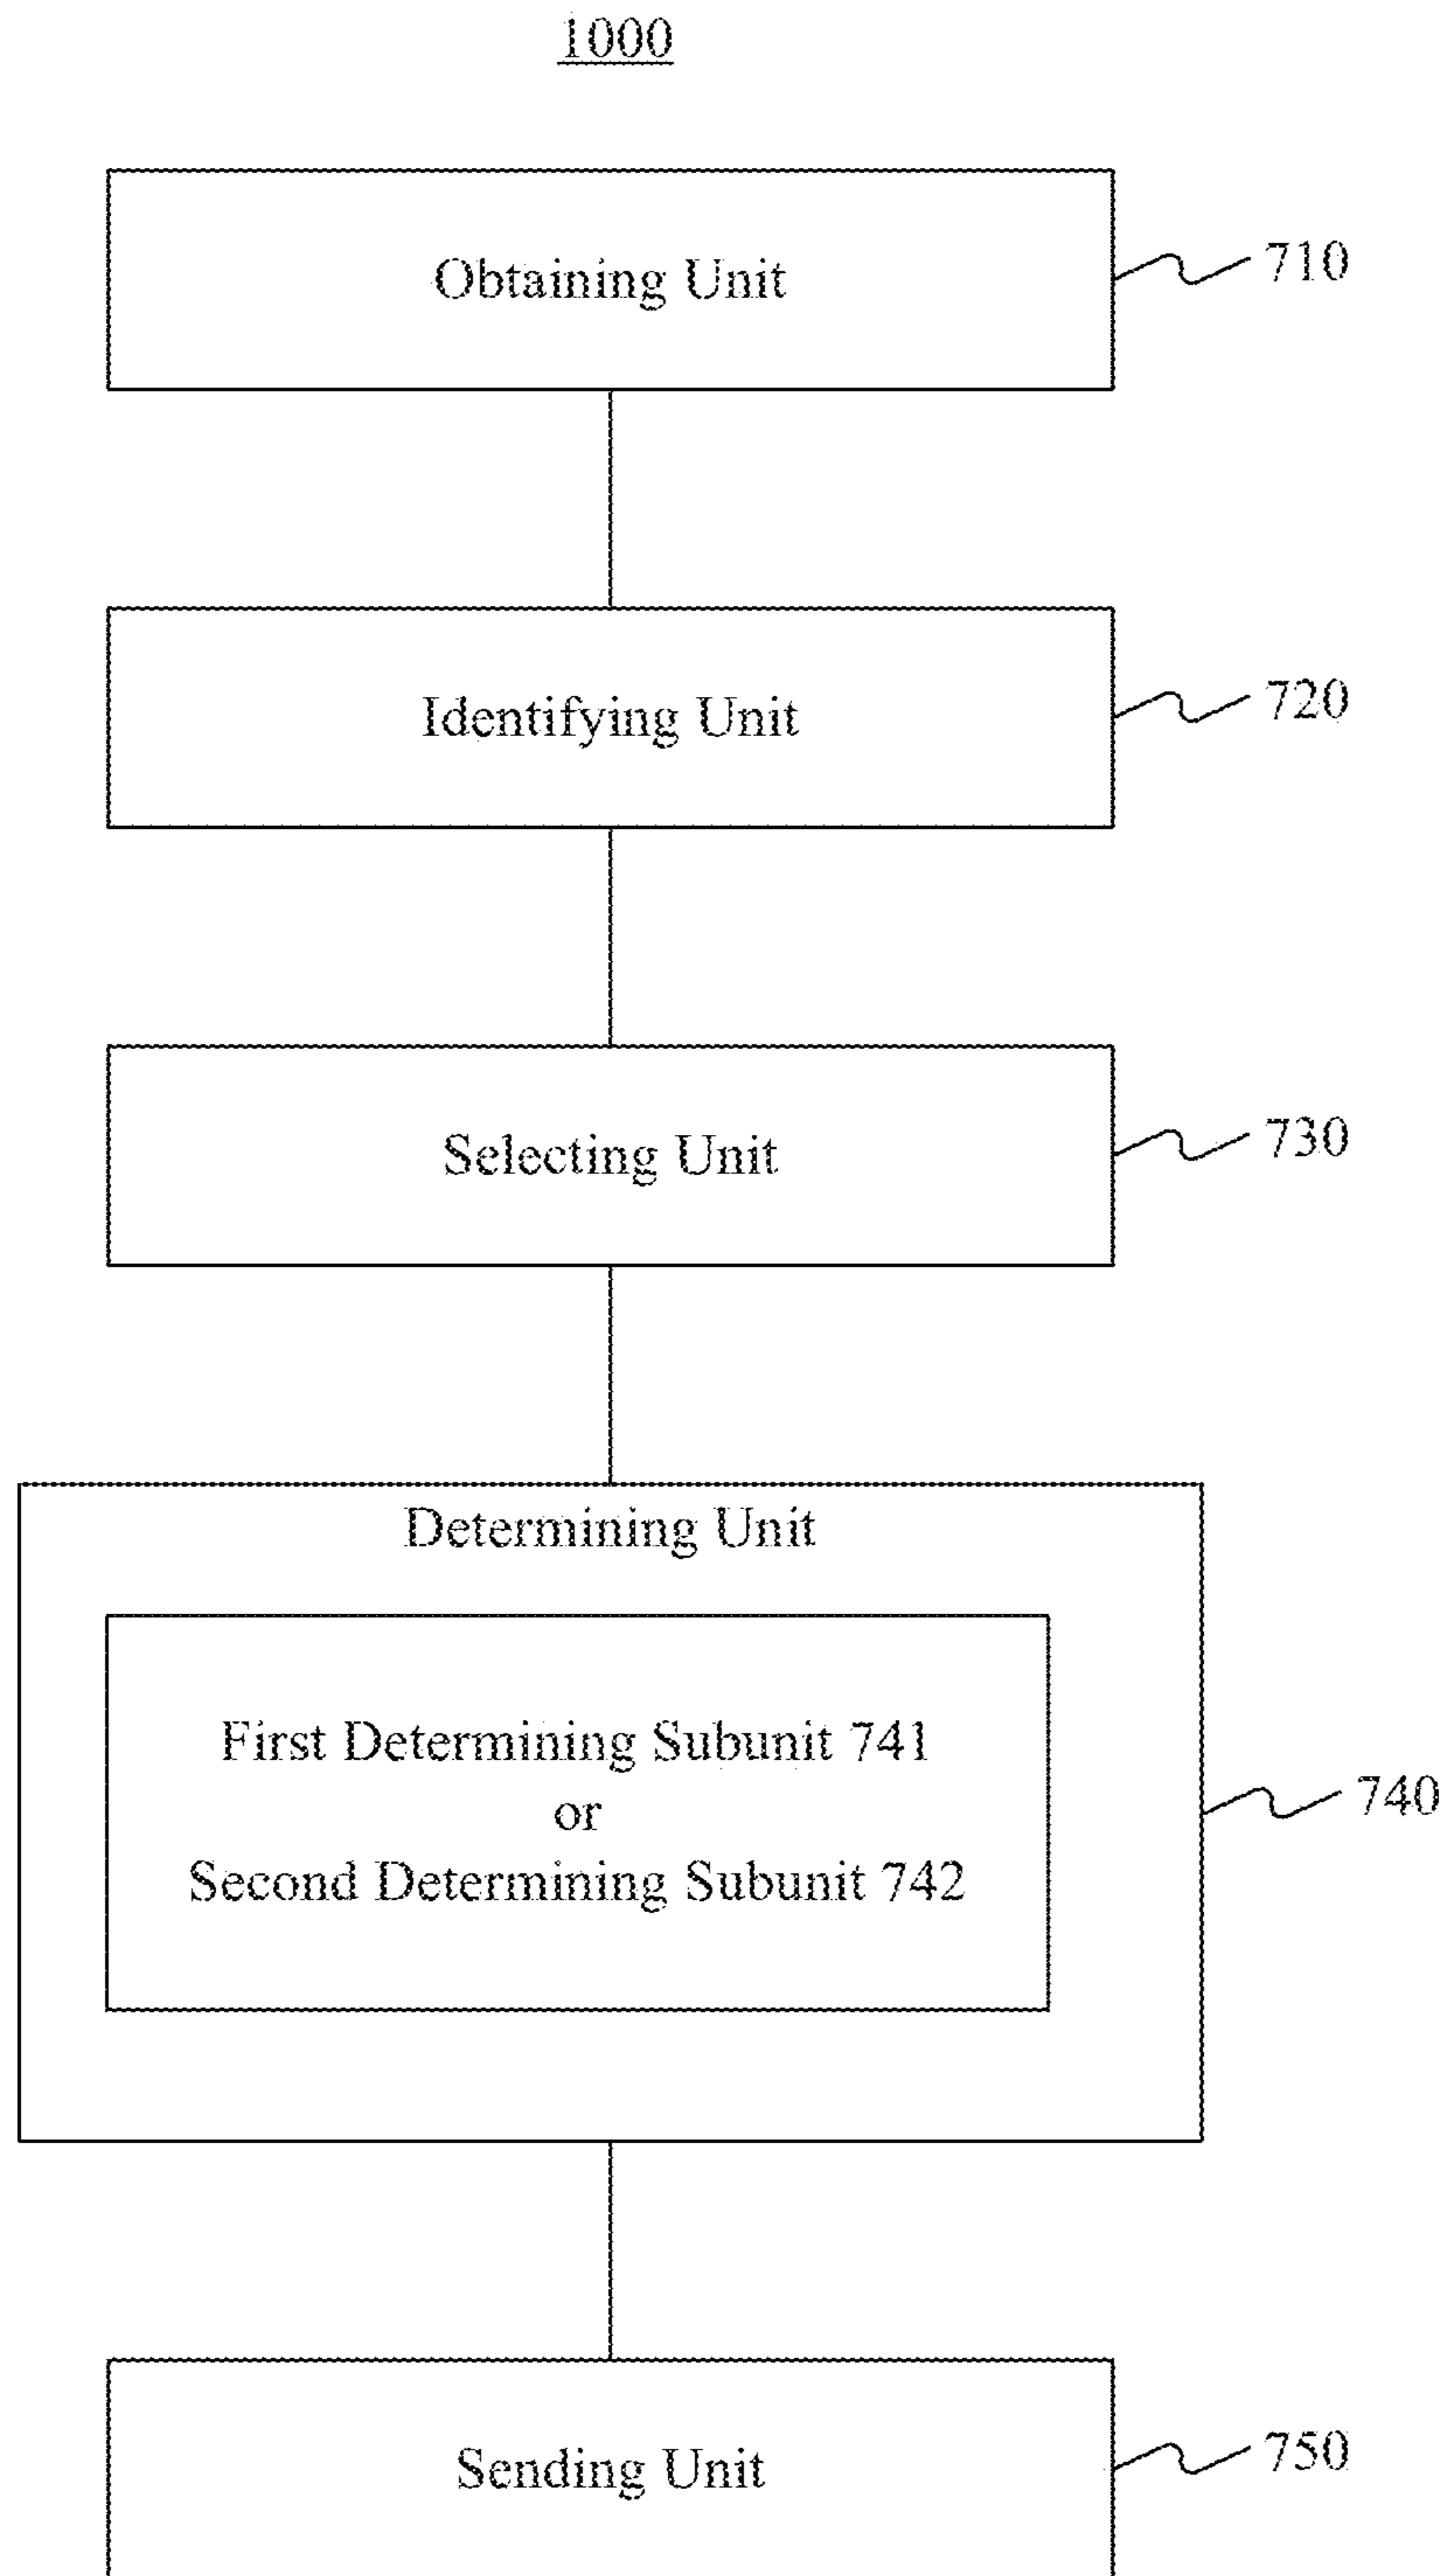 1000
Obtaining Unit
710
Identifying Unit
720
Selecting Unit
730
Determining Unit
First Determining Subunit 741
or
Second Determining Subunit 742
740
Sending Unit
750